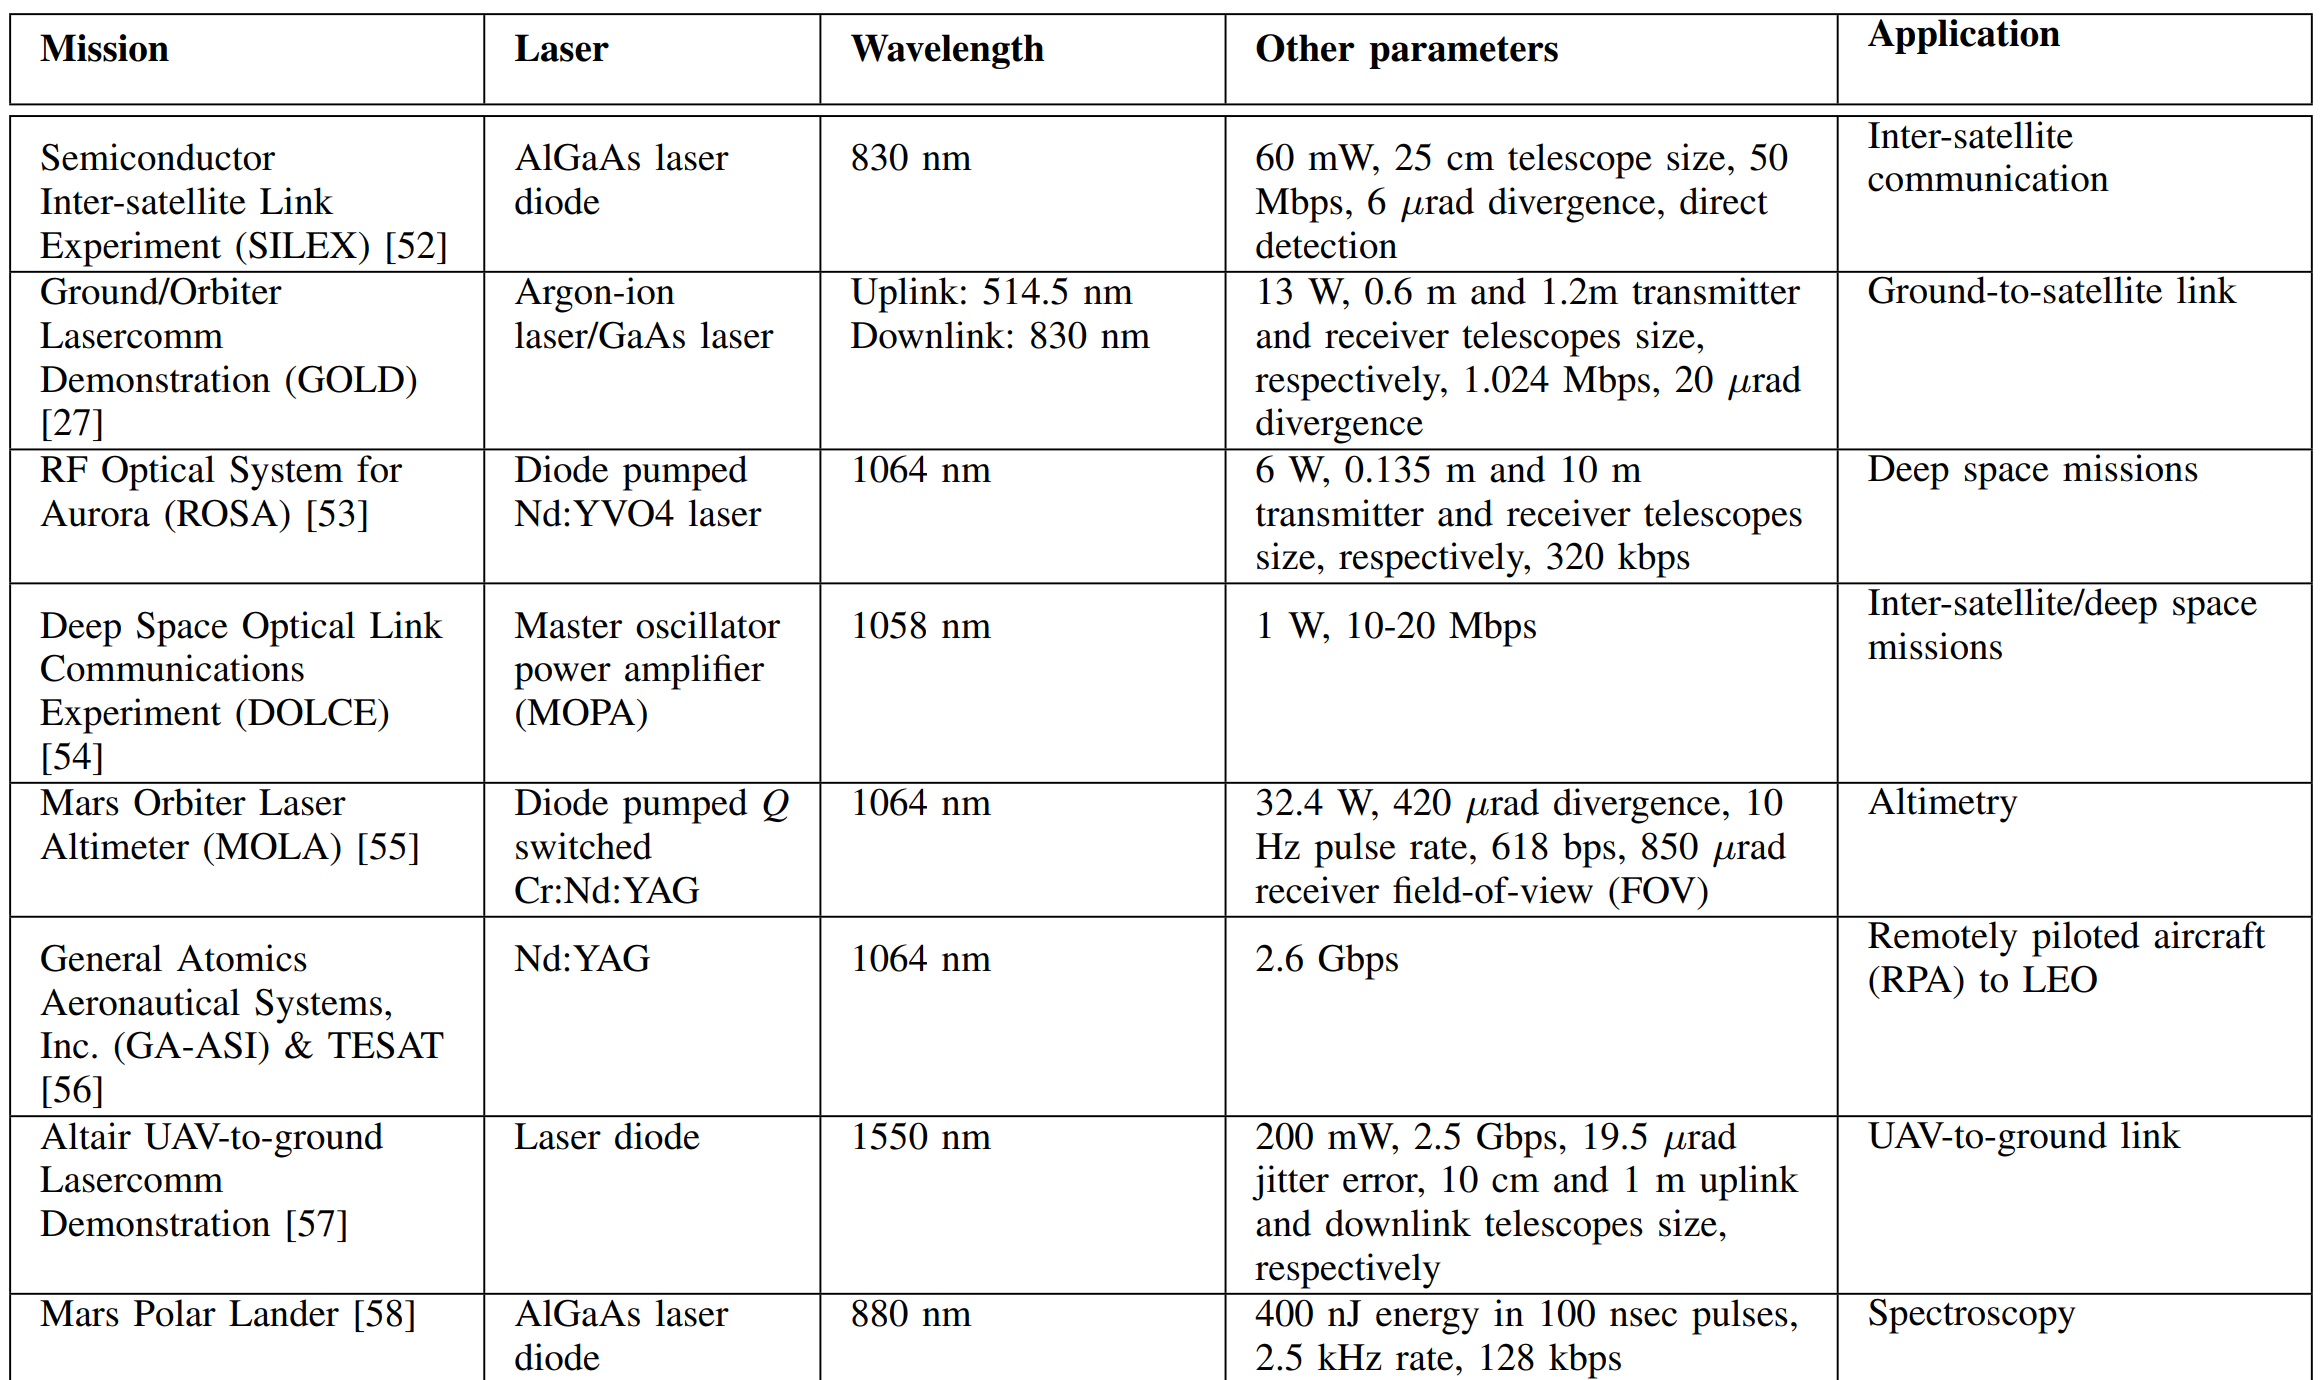 Mission Laser Wavelength Other parameters Application
Semiconductor
Inter-satellite Link
Experiment (SILEX) [52]
AlGaAs laser
diode
830 nm
60 mW, 25 cm telescope size, 50
Mbps, 6 μrad divergence, direct
detection
Inter-satellite
communication
Ground/Orbiter
Lasercomm
Demonstration (GOLD)
[27]
Argon-ion
laser/GaAs laser
Uplink: 514.5 nm
Downlink: 830 nm
13 W, 0.6 m and 1.2m transmitter
and receiver telescopes size,
respectively, 1.024 Mbps, 20 μrad
divergence
Ground-to-satellite link
RF Optical System for
Aurora (ROSA) [53]
Diode pumped
Nd:YVO4 laser
1064 nm
6 W, 0.135 m and 10 m
transmitter and receiver telescopes
size, respectively, 320 kbps
Deep space missions
Deep Space Optical Link
Communications
Experiment (DOLCE)
[54]
Master oscillator
power amplifier
(MOPA)
1058 nm
1 W, 10-20 Mbps
Inter-satellite/deep space
missions
Mars Orbiter Laser
Altimeter (MOLA) [55]
Diode pumped Q
switched
Cr:Nd:YAG
1064 nm
32.4 W, 420 μrad divergence, 10
Hz pulse rate, 618 bps, 850 μrad
receiver field-of-view (FOV)
Altimetry
General Atomics
Aeronautical Systems,
Inc. (GA-ASI) & TESAT
[56]
Nd:YAG
1064 nm
2.6 Gbps
Remotely piloted aircraft
(RPA) to LEO
Altair UAV-to-ground
Lasercomm
Demonstration [57]
Laser diode
1550 nm
200 mW, 2.5 Gbps, 19.5 μrad
jitter error, 10 cm and 1 m uplink
and downlink telescopes size,
respectively
UAV-to-ground link
Mars Polar Lander [58]
AlGaAs laser
diode
880 nm
400 nJ energy in 100 nsec pulses,
2.5 kHz rate, 128 kbps
Spectroscopy